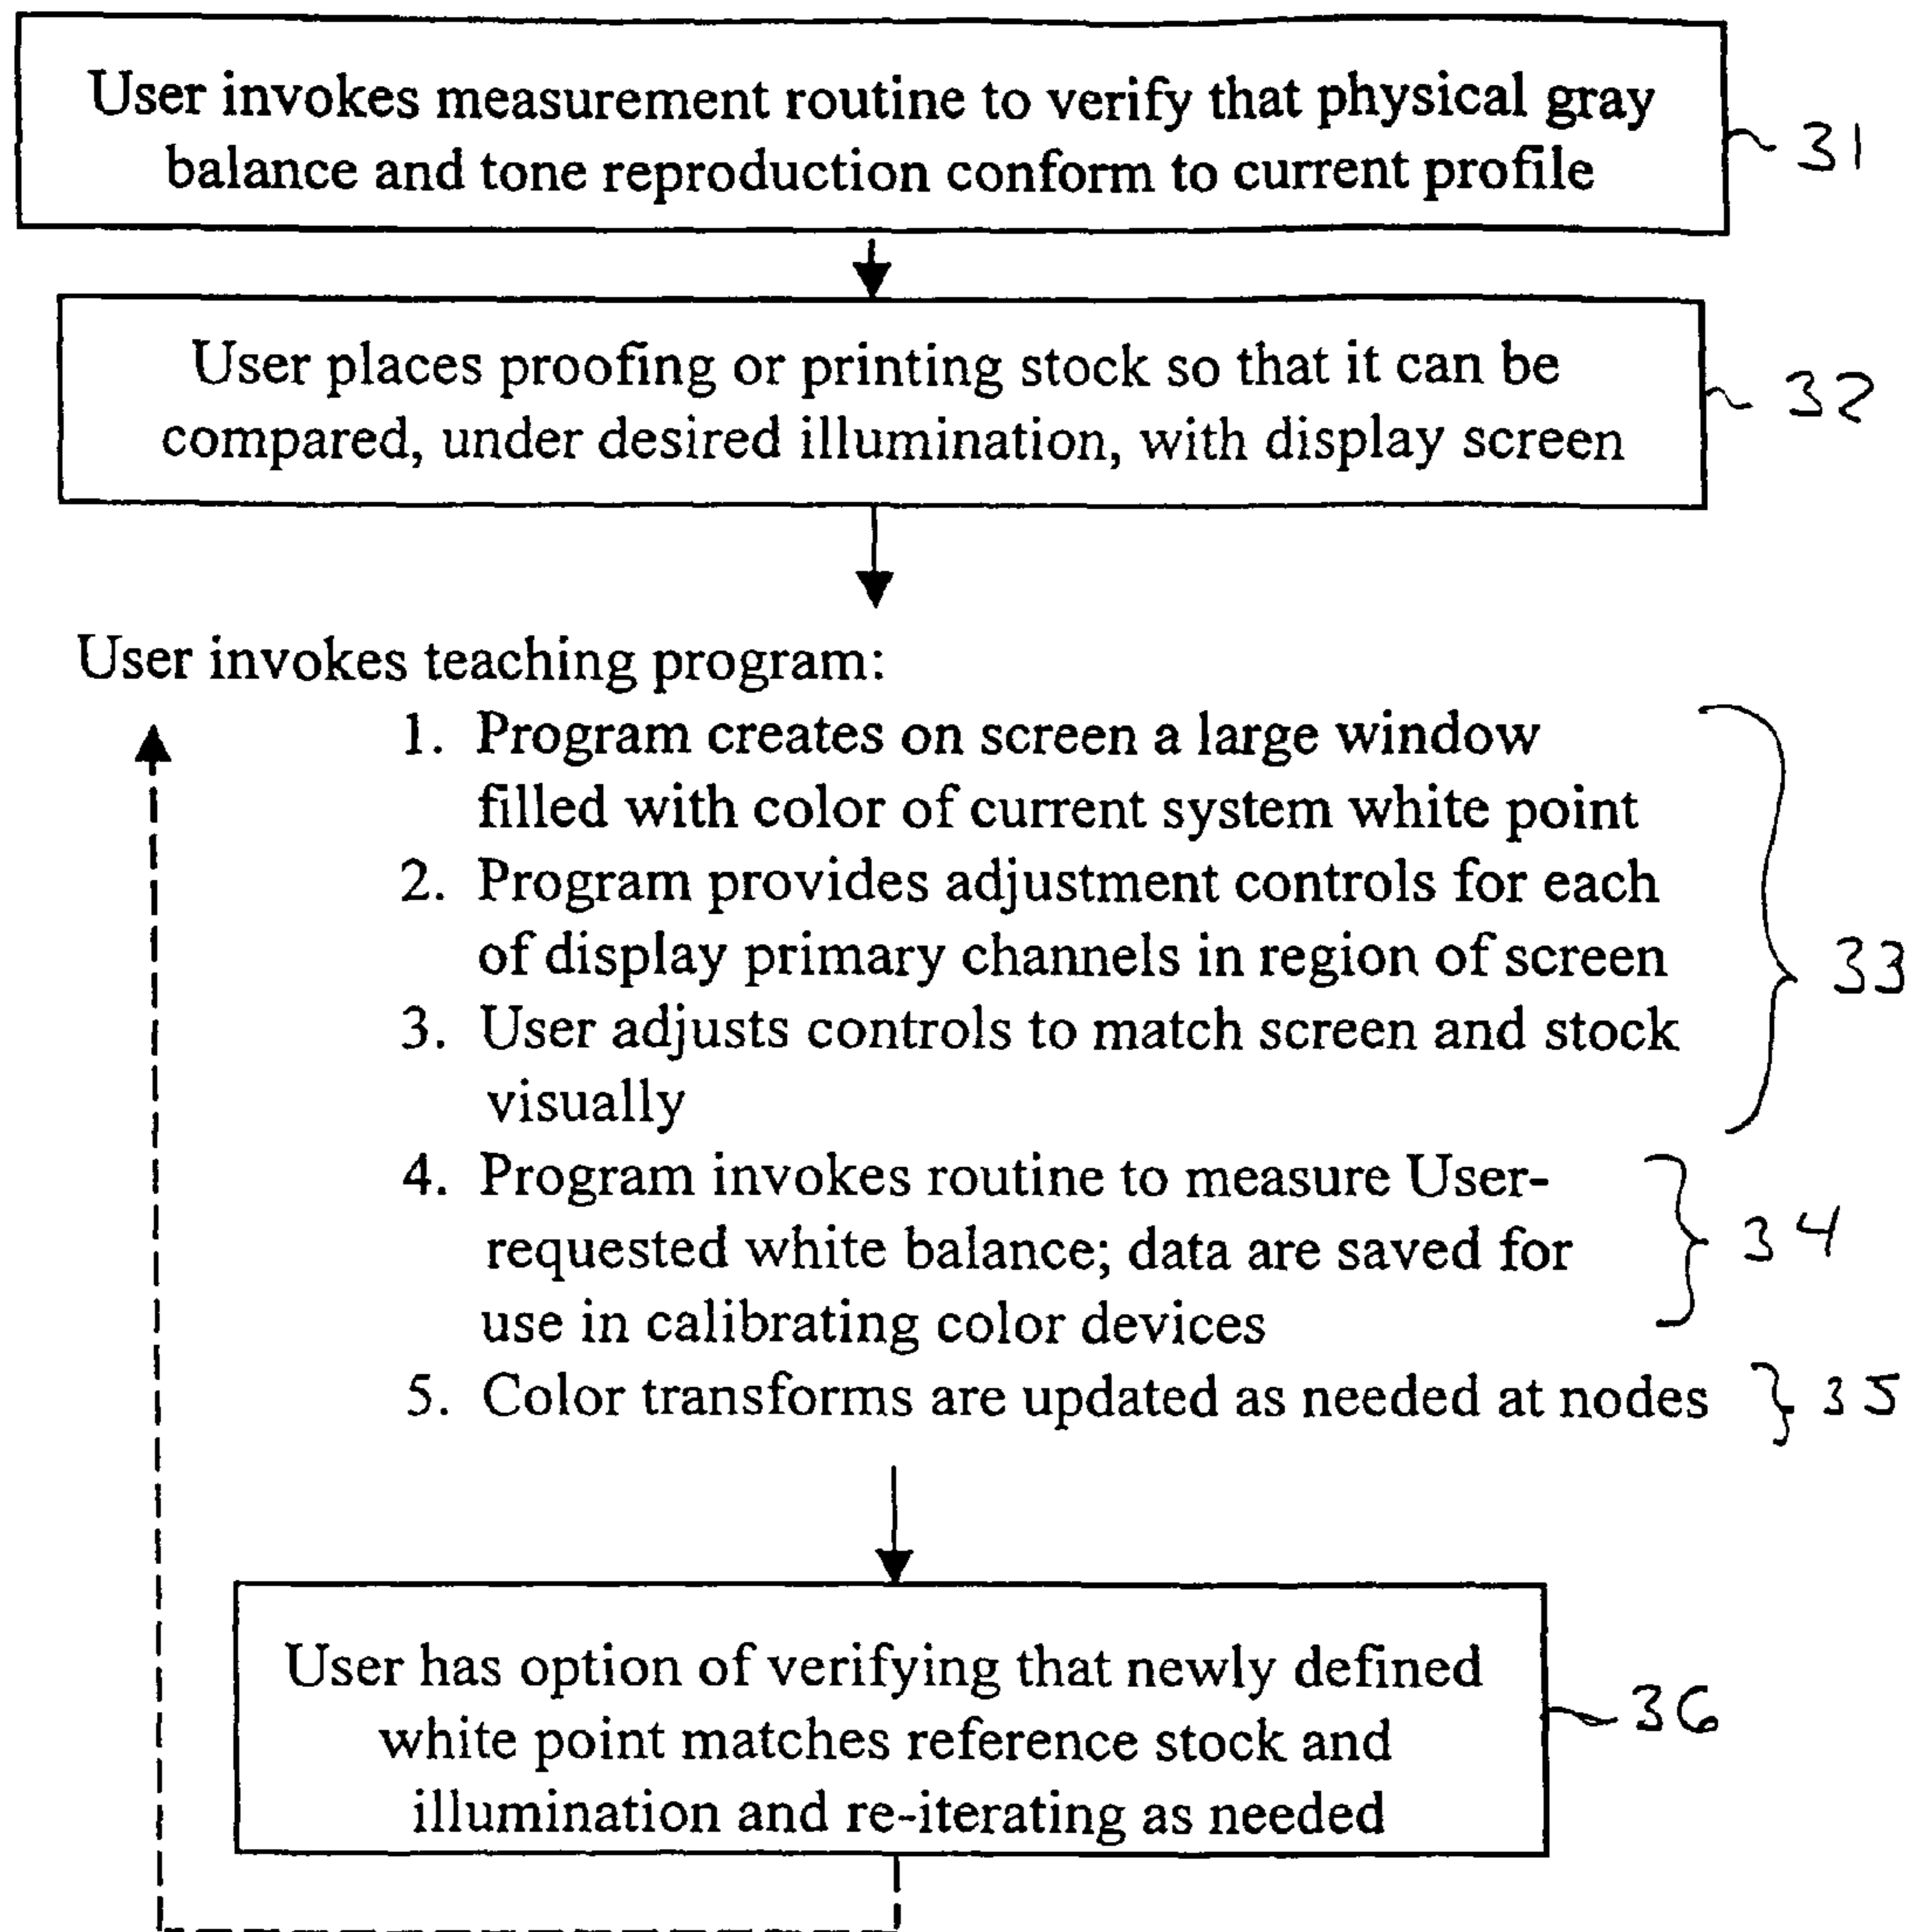 User invokes measurement routine to verify that physical gray
balance and tone reproduction conform to current profile
31
User places proofing or printing stock so that it can be
compared, under desired illumination, with display screen
32
User invokes teaching program:
1. Program creates on screen a large window
filled with color of current system white point
2. Program provides adjustment controls for each
of display primary channels in region of screen
3. User adjusts controls to match screen and stock
visually
33
4. Program invokes routine to measure User-
requested white balance; data are saved for
use in calibrating color devices
34
5. Color transforms are updated as needed at nodes
35
User has option of verifying that newly defined
white point matches reference stock and
illumination and re-iterating as needed
36